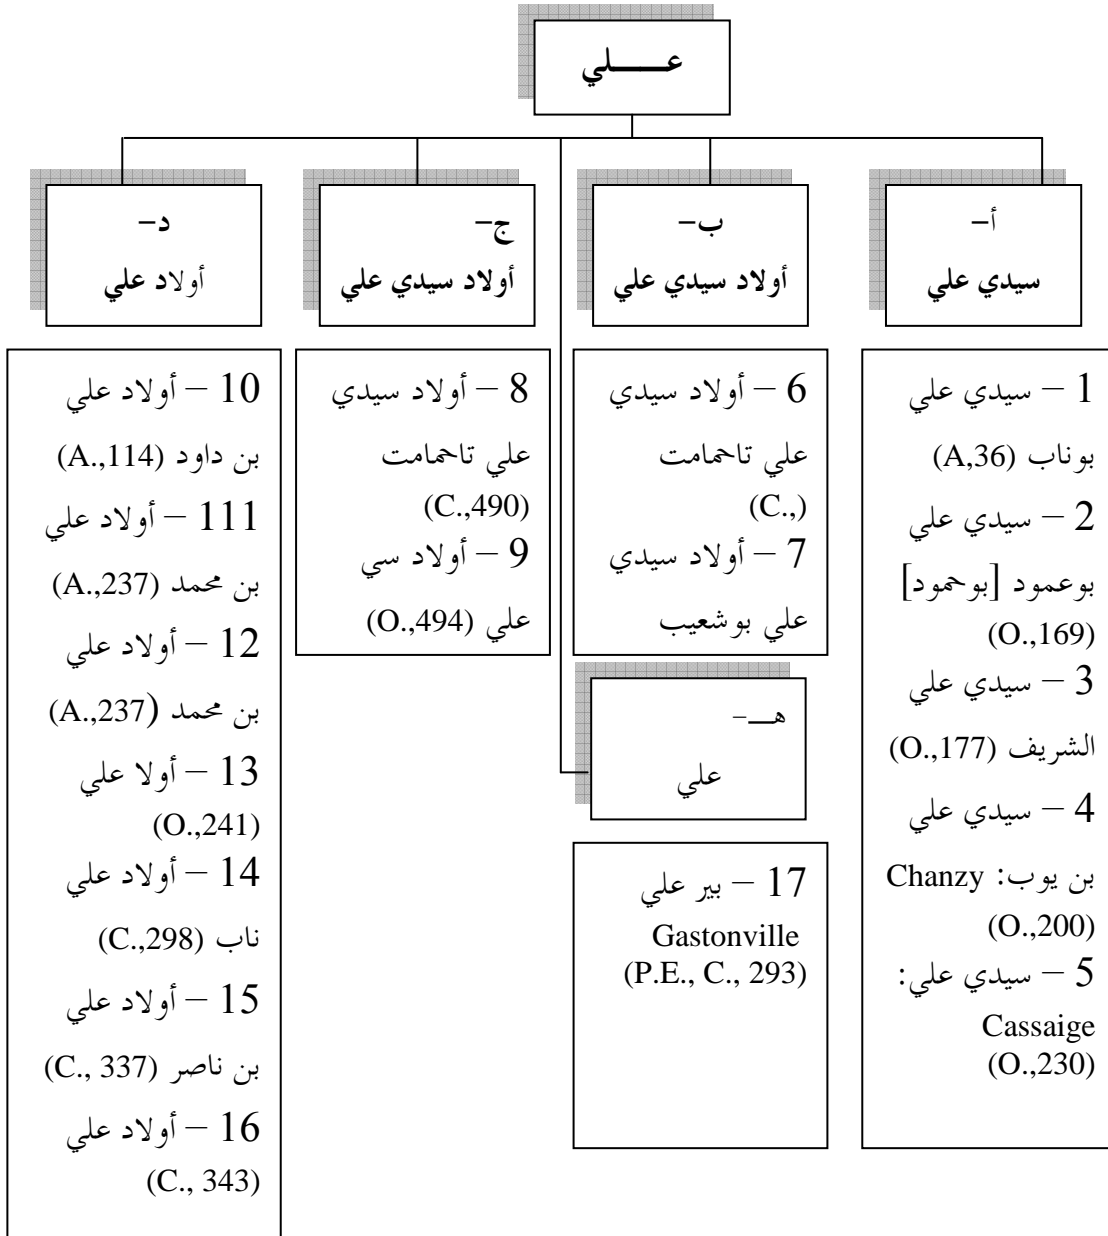 عـــــلي
أ–
سيدي علي
1 – سيدي علي
بوناب (A,36)
2 – سيدي علي
بوعمود [بوحمود]
(O.,169)
3 – سيدي علي
الشريف (O.,177)
4 – سيدي علي
بن يوب: Chanzy
(O.,200)
5 – سيدي علي:
Cassaige
(O.,230)
ب–
أولاد سيدي علي
6 – أولاد سيدي
علي تاحمامت
(C.,)
7 – أولاد سيدي
علي بوشعيب
ج–
أولاد سيدي علي
8 – أولاد سيدي
علي تاحمامت
(C.,490)
9 – أولاد سي
علي (O.,494)
د–
أولاد علي
10 – أولاد علي
بن داود (A.,114)
111 – أولاد علي
بن محمد (A.,237)
12 – أولاد علي
بن محمد (A.,237)
13 – أولا علي
(O.,241)
14 – أولاد علي
ناب (C.,298)
15 – أولاد علي
بن ناصر (C., 337)
16 – أولاد علي
(C., 343)
هـــ-
علي
17 – بير علي
Gastonville
(P.E., C., 293)